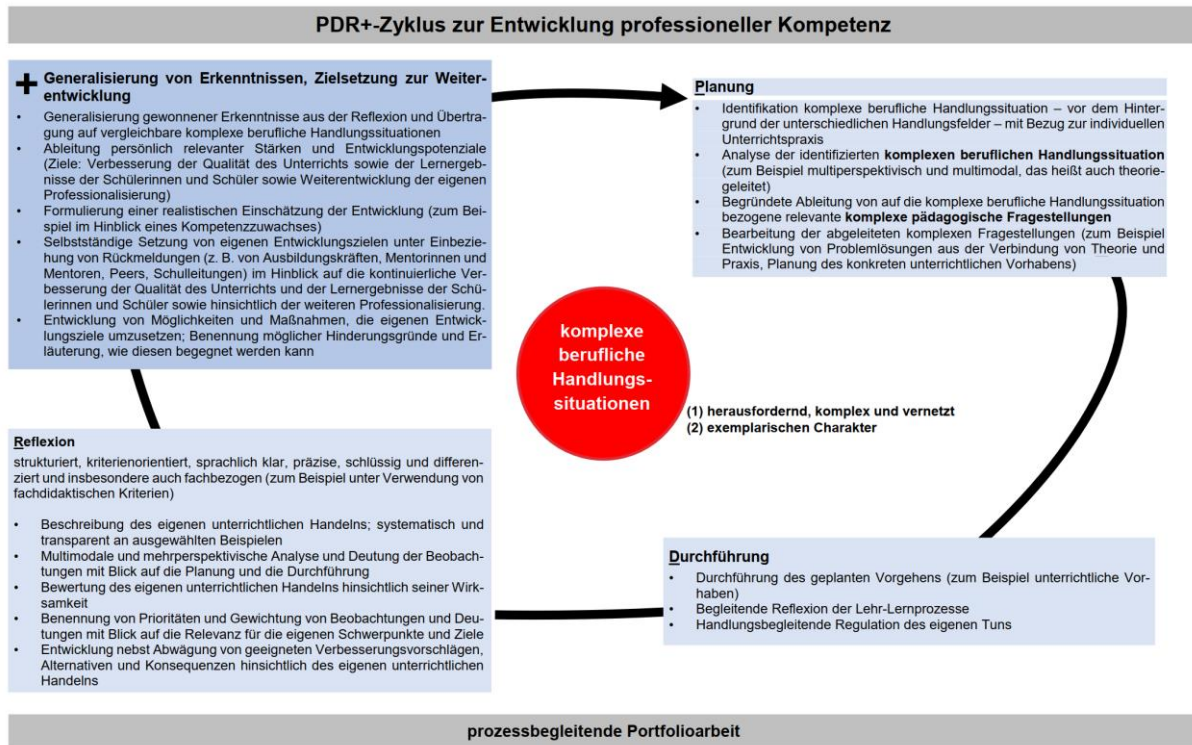 PDR+-Zyklus zur Entwicklung professioneller Kompetenz
+ Generalisierung von Erkenntnissen, Zielsetzung zur Weiter-
entwicklung
• Generalisierung gewonnener Erkenntnisse aus der Reflexion und Übertra-
gung auf vergleichbare komplexe berufliche Handlungssituationen
• Ableitung persönlich relevanter Stärken und Entwicklungspotenziale
(Ziele: Verbesserung der Qualität des Unterrichts sowie der Lernergeb-
nisse der Schülerinnen und Schüler sowie Weiterentwicklung der eigenen
Professionalisierung)
• Formulierung einer realistischen Einschätzung der Entwicklung (zum Bei-
spiel im Hinblick eines Kompetenzzuwachses)
• Selbstständige Setzung von eigenen Entwicklungszielen unter Einbezie-
hung von Rückmeldungen (z. B. von Ausbildungskräften, Mentorinnen und
Mentoren, Peers, Schulleitungen) im Hinblick auf die kontinuierliche Ver-
besserung der Qualität des Unterrichts und der Lernergebnisse der Schü-
lerinnen und Schüler sowie hinsichtlich der weiteren Professionalisierung.
• Entwicklung von Möglichkeiten und Maßnahmen, die eigenen Entwick-
lungsziele umzusetzen; Benennung möglicher Hinderungsgründe und Er-
läuterung, wie diesen begegnet werden kann
Planung
• Identifikation komplexe berufliche Handlungssituation – vor dem Hinter-
grund der unterschiedlichen Handlungsfelder – mit Bezug zur individuellen
Unterrichtspraxis
• Analyse der identifizierten komplexen beruflichen Handlungssituation
(zum Beispiel multiperspektivisch und multimodal, das heißt auch theorie-
geleitet)
• Begründete Ableitung von auf die komplexe berufliche Handlungssituation
bezogene relevante komplexe pädagogische Fragestellungen
• Bearbeitung der abgeleiteten komplexen Fragestellungen (zum Beispiel
Entwicklung von Problemlösungen aus der Verbindung von Theorie und
Praxis, Planung des konkreten unterrichtlichen Vorhabens)
komplexe
berufliche
Handlungs-
situationen
(1) herausfordernd, komplex und vernetzt
(2) exemplarischen Charakter
Reflexion
strukturiert, kriterienorientiert, sprachlich klar, präzise, schlüssig und differen-
ziert und insbesondere auch fachbezogen (zum Beispiel unter Verwendung von
fachdidaktischen Kriterien)
• Beschreibung des eigenen unterrichtlichen Handelns; systematisch und
transparent an ausgewählten Beispielen
• Multimodale und mehrperspektivische Analyse und Deutung der Beobach-
tungen mit Blick auf die Planung und die Durchführung
• Bewertung des eigenen unterrichtlichen Handelns hinsichtlich seiner Wirk-
samkeit
• Benennung von Prioritäten und Gewichtung von Beobachtungen und Deu-
tungen mit Blick auf die Relevanz für die eigenen Schwerpunkte und Ziele
• Entwicklung nebst Abwägung von geeigneten Verbesserungsvorschlägen,
Alternativen und Konsequenzen hinsichtlich des eigenen unterrichtlichen
Handelns
Durchführung
• Durchführung des geplanten Vorgehens (zum Beispiel unterrichtliche Vor-
haben)
• Begleitende Reflexion der Lehr-Lernprozesse
• Handlungsbegleitende Regulation des eigenen Tuns
prozessbegleitende Portfolioarbeit